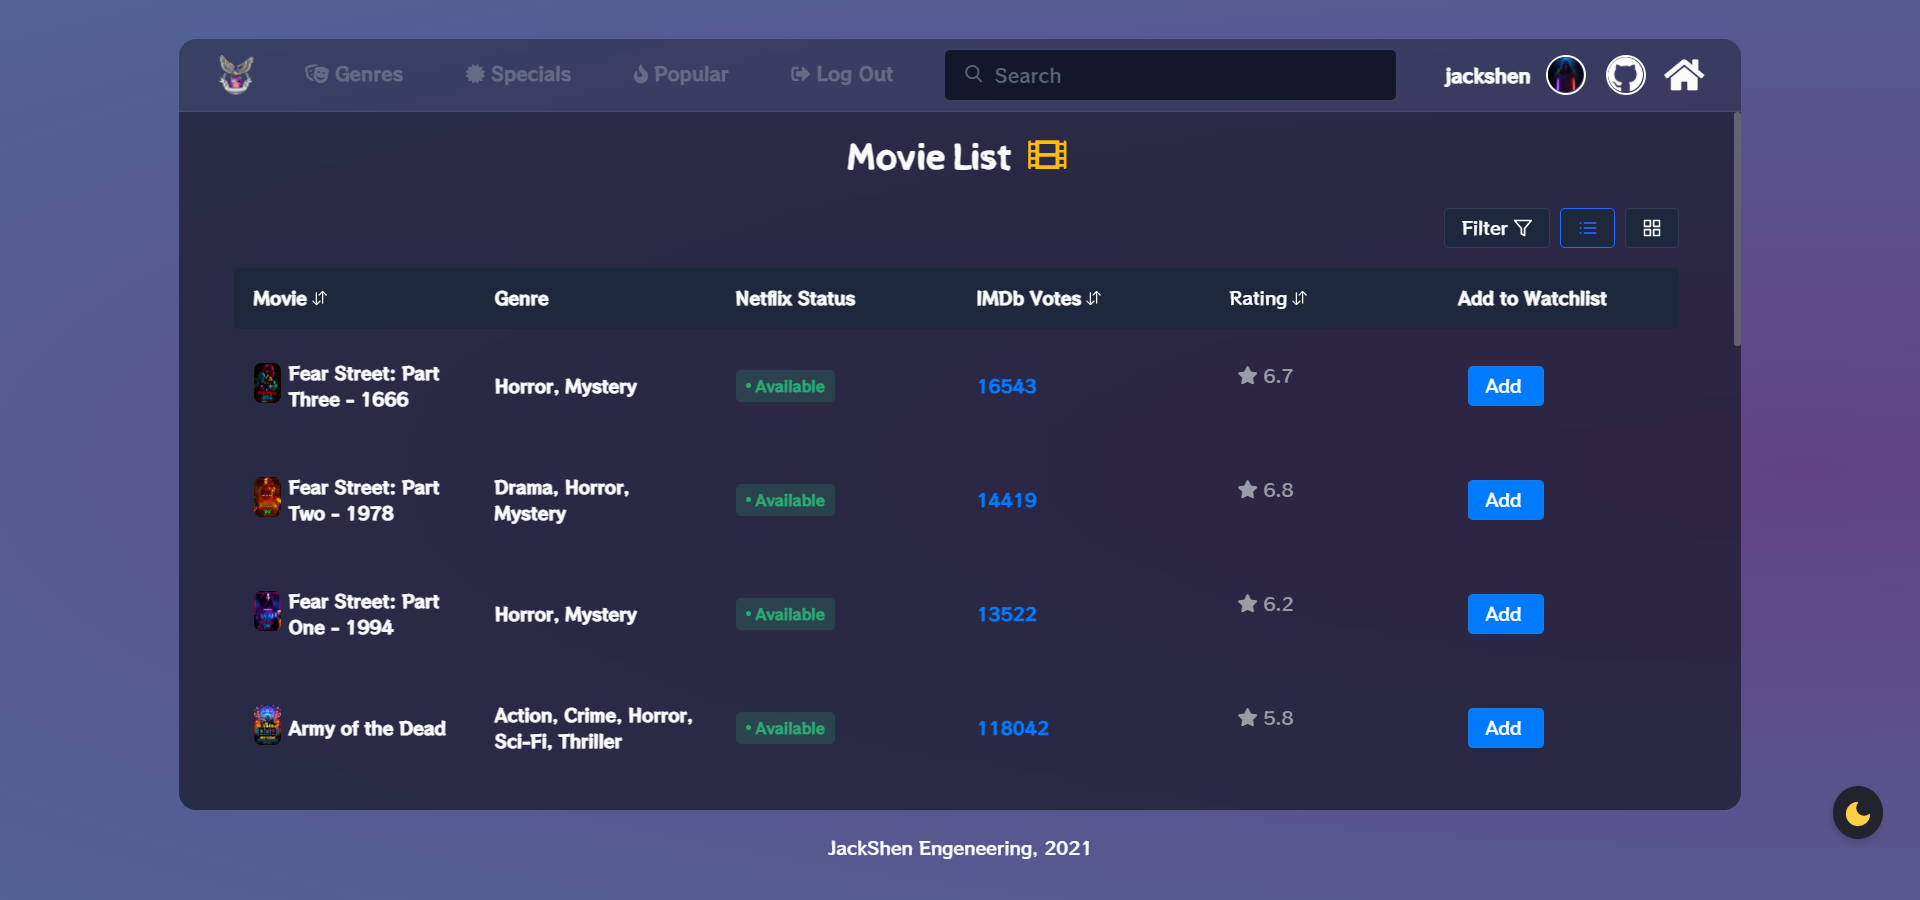 Genres Specials Popular Log Out Search jackshen
Movie List
Filter
Movie Genre Netflix Status IMDb Votes Rating Add to Watchlist
Fear Street: Part
Three - 1666
Horror, Mystery
• Available
16543
6.7
Add
Fear Street: Part
Two - 1978
Drama, Horror,
Mystery
• Available
14419
6.8
Add
Fear Street: Part
One - 1994
Horror, Mystery
• Available
13522
6.2
Add
Army of the Dead
Action, Crime, Horror,
Sci-Fi, Thriller
• Available
118042
5.8
Add
JackShen Engeneering, 2021